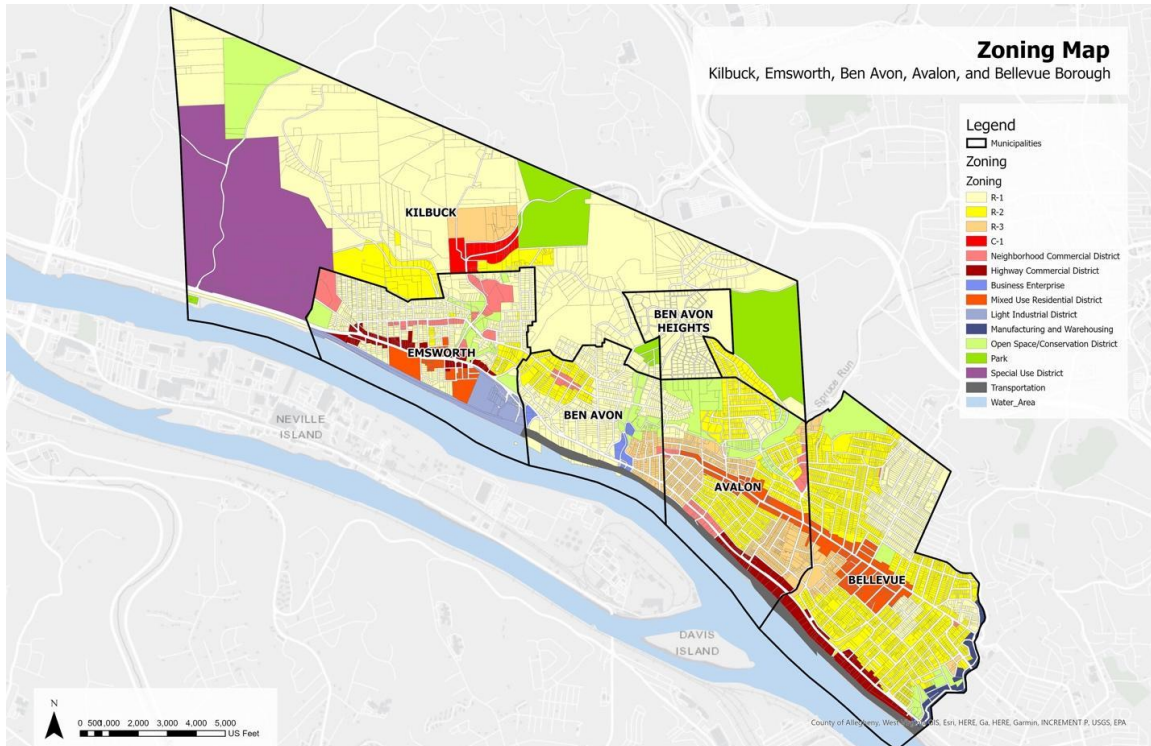 Zoning Map
Kilbuck, Emsworth, Ben Avon, Avalon, and Bellevue Borough
Legend
Municipalities
Zoning
Zoning
R-1
R-2
R-3
C-1
Neighborhood Commercial District
Highway Commercial District
Business Enterprise
Mixed Use Residential District
Light Industrial District
Manufacturing and Warehousing
Open Space/Conservation District
Park
Special Use District
Transportation
Water_Area
KILBUCK
BEN AVON
HEIGHTS
EMSWORTH
BEN AVON
Spruce Run
NEVILLE
ISLAND
AVALON
BELLEVUE
DAVIS
ISLAND
N
0 500 1,000 2,000 3,000 4,000 5,000
US Feet
County of Allegheny, West GIS, Esri, HERE, Ga, HERE, Garmin, INCREMENT P, USGS, EPA